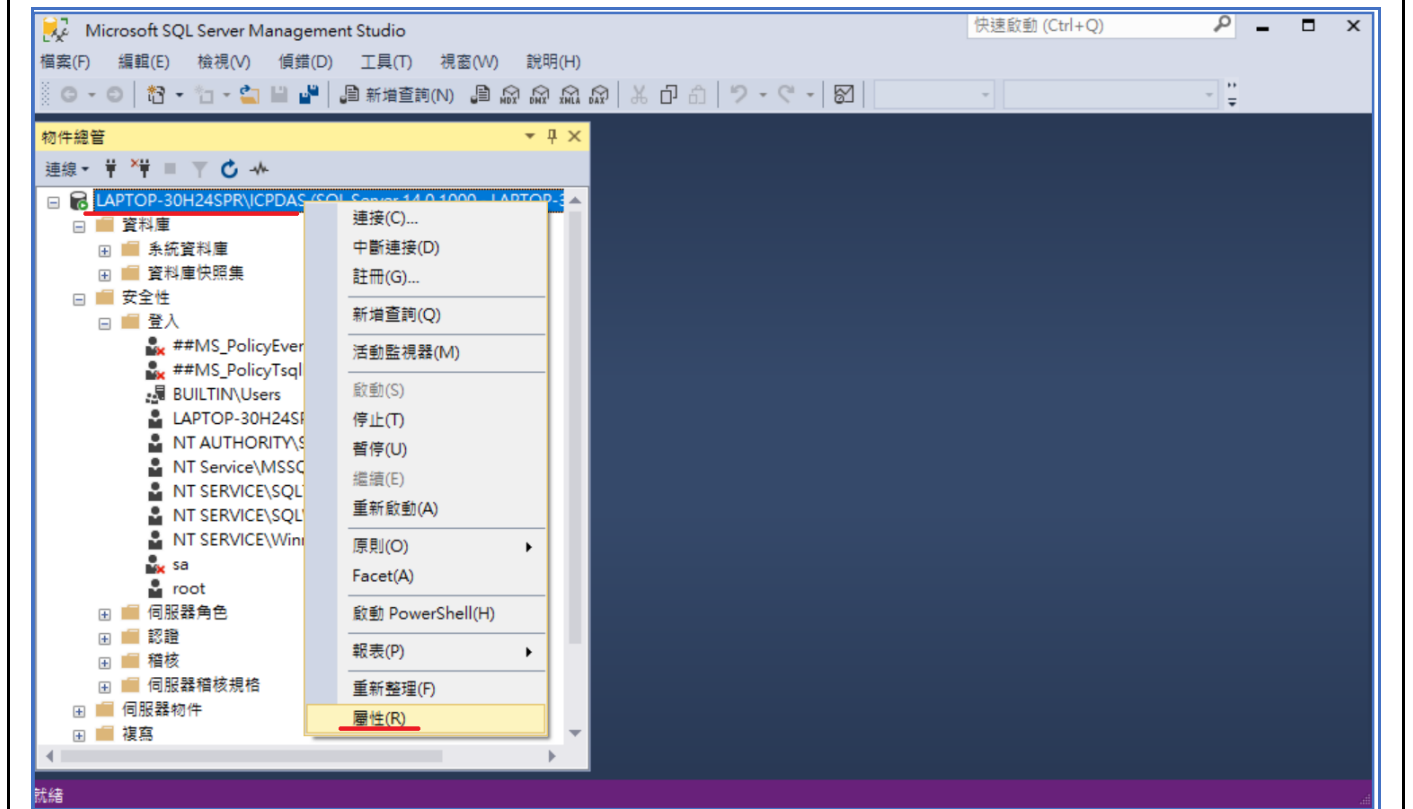 Microsoft SQL Server Management Studio
快速啟動 (Ctrl+Q)
檔案(F) 編輯(E) 檢視(V) 偵錯(D) 工具(T) 視窗(W) 說明(H)
新增查詢(N) MDX DMX XMLA DAX
物件總管
連線
LAPTOP-30H24SPR\ICPDAS (SQL Server 14.0.1000 - LAPTOP-3
資料庫
系統資料庫
資料庫快照集
安全性
登入
##MS_PolicyEver
##MS_PolicyTsql
BUILTIN\Users
LAPTOP-30H24SP
NT AUTHORITY\S
NT Service\MSSQ
NT SERVICE\SQL
NT SERVICE\SQL
NT SERVICE\Winm
sa
root
伺服器角色
認證
稽核
伺服器稽核規格
伺服器物件
複寫
連接(C)...
中斷連接(D)
註冊(G)...
新增查詢(Q)
活動監視器(M)
啟動(S)
停止(T)
暫停(U)
繼續(E)
重新啟動(A)
原則(O)
Facet(A)
啟動 PowerShell(H)
報表(P)
重新整理(F)
屬性(R)
就緒